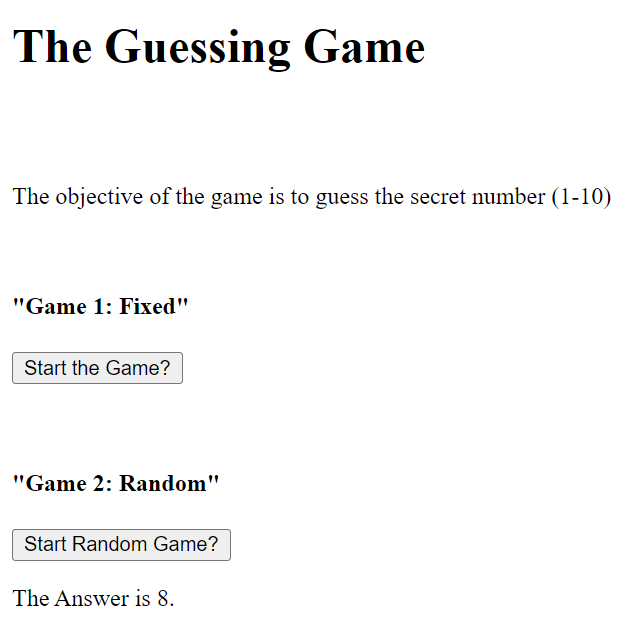 The Guessing Game
The objective of the game is to guess the secret number (1-10)
"Game 1: Fixed"
Start the Game?
"Game 2: Random"
Start Random Game?
The Answer is 8.